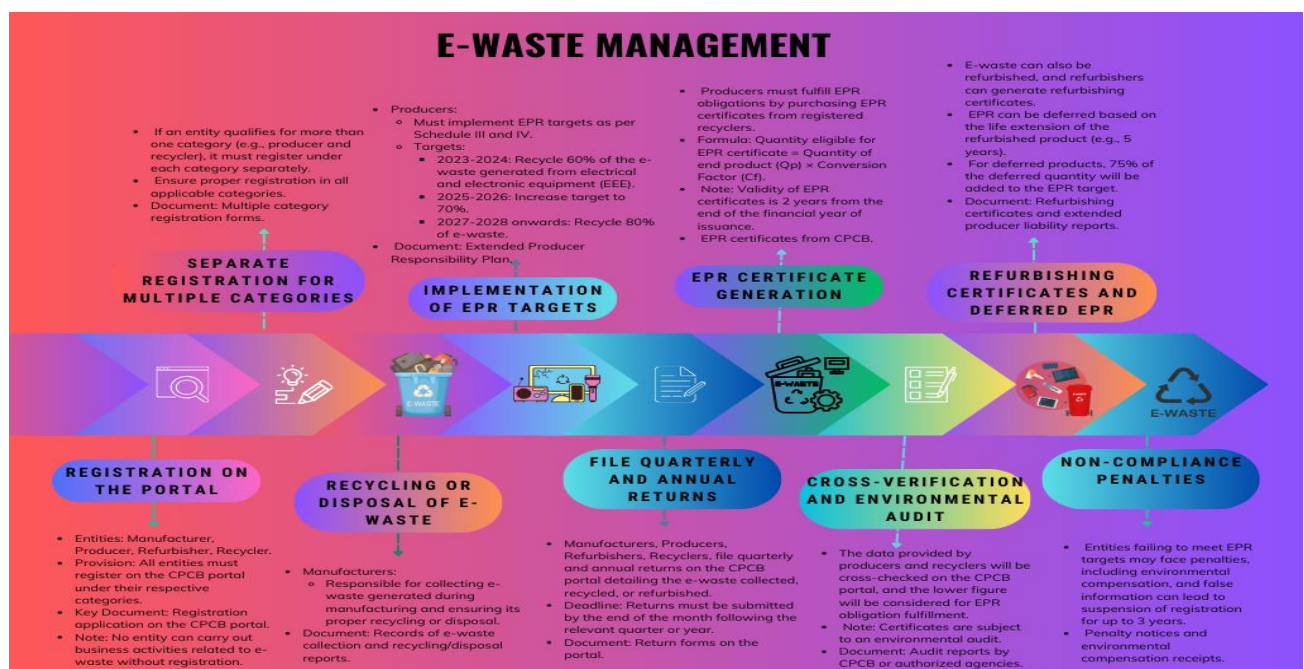 E-WASTE MANAGEMENT
• If an entity qualifies for more than
one category (e.g., producer and
recycler), it must register under
each category separately.
• Ensure proper registration in all
applicable categories.
• Document: Multiple category
registration forms.
SEPARATE
REGISTRATION FOR
MULTIPLE CATEGORIES
• Producers:
◦ Must implement EPR targets as per
Schedule III and IV.
◦ Targets:
▪ 2023-2024: Recycle 60% of the e-
waste generated from electrical
and electronic equipment (EEE).
▪ 2025-2026: Increase target to
70%.
▪ 2027-2028 onwards: Recycle 80%
of e-waste.
• Document: Extended Producer
Responsibility Plan.
IMPLEMENTATION
OF EPR TARGETS
• Producers must fulfill EPR
obligations by purchasing EPR
certificates from registered
recyclers.
• Formula: Quantity eligible for
EPR certificate = Quantity of
end product (Qp) × Conversion
Factor (Cf).
• Note: Validity of EPR
certificates is 2 years from the
end of the financial year of
issuance.
• EPR certificates from CPCB.
EPR CERTIFICATE
GENERATION
• E-waste can also be
refurbished, and refurbishers
can generate refurbishing
certificates.
• EPR can be deferred based on
the life extension of the
refurbished product (e.g., 5
years).
• For deferred products, 75% of
the deferred quantity will be
added to the EPR target.
• Document: Refurbishing
certificates and extended
producer liability reports.
REFURBISHING
CERTIFICATES AND
DEFERRED EPR
E-WASTE
E-WASTE
E-WASTE
REGISTRATION ON
THE PORTAL
• Entities: Manufacturer,
Producer, Refurbisher, Recycler.
• Provision: All entities must
register on the CPCB portal
under their respective
categories.
• Key Document: Registration
application on the CPCB portal.
• Note: No entity can carry out
business activities related to e-
waste without registration.
RECYCLING OR
DISPOSAL OF E-
WASTE
• Manufacturers:
◦ Responsible for collecting e-
waste generated during
manufacturing and ensuring its
proper recycling or disposal.
• Document: Records of e-waste
collection and recycling/disposal
reports.
FILE QUARTERLY
AND ANNUAL
RETURNS
• Manufacturers, Producers,
Refurbishers, Recyclers, file quarterly
and annual returns on the CPCB
portal detailing the e-waste collected,
recycled, or refurbished.
• Deadline: Returns must be submitted
by the end of the month following the
relevant quarter or year.
• Document: Return forms on the
portal.
CROSS-VERIFICATION
AND ENVIRONMENTAL
AUDIT
• The data provided by
producers and recyclers will be
cross-checked on the CPCB
portal, and the lower figure
will be considered for EPR
obligation fulfillment.
• Note: Certificates are subject
to an environmental audit.
• Document: Audit reports by
CPCB or authorized agencies.
NON-COMPLIANCE
PENALTIES
• Entities failing to meet EPR
targets may face penalties,
including environmental
compensation, and false
information can lead to
suspension of registration
for up to 3 years.
• Penalty notices and
environmental
compensation receipts.